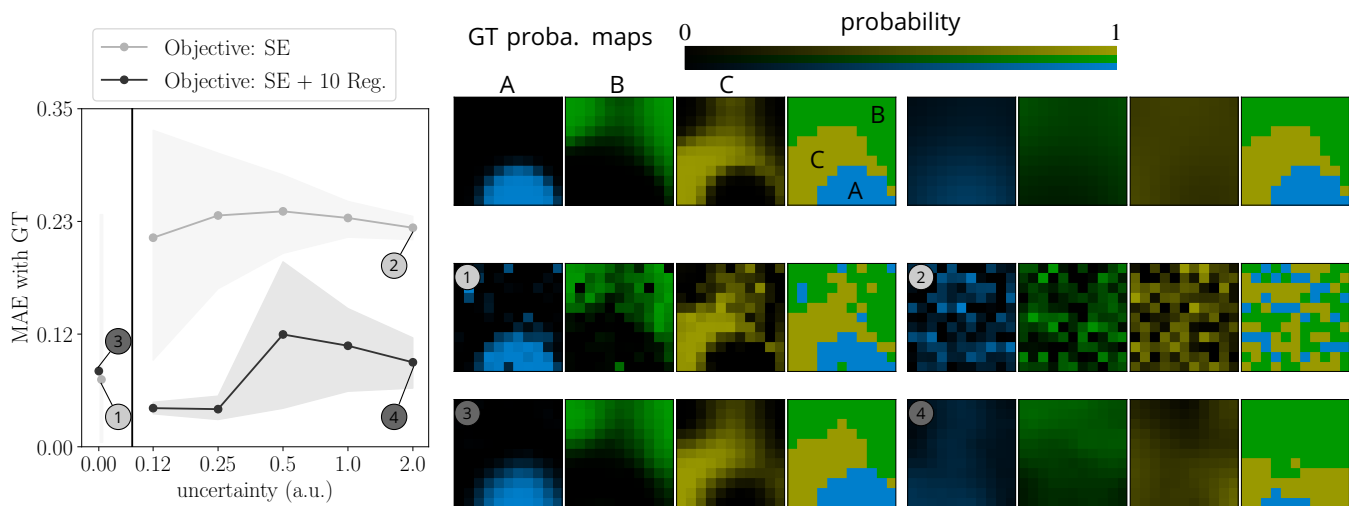 Objective: SE
Objective: SE + 10 Reg.
MAE with GT
0.35
0.23
0.12
0.00
0.00 0.12 0.25 0.5 1.0 2.0
uncertainty (a.u.)
1
2
3
4
GT proba. maps
probability
0 1
A B C
B
C
A
1 2
3 4